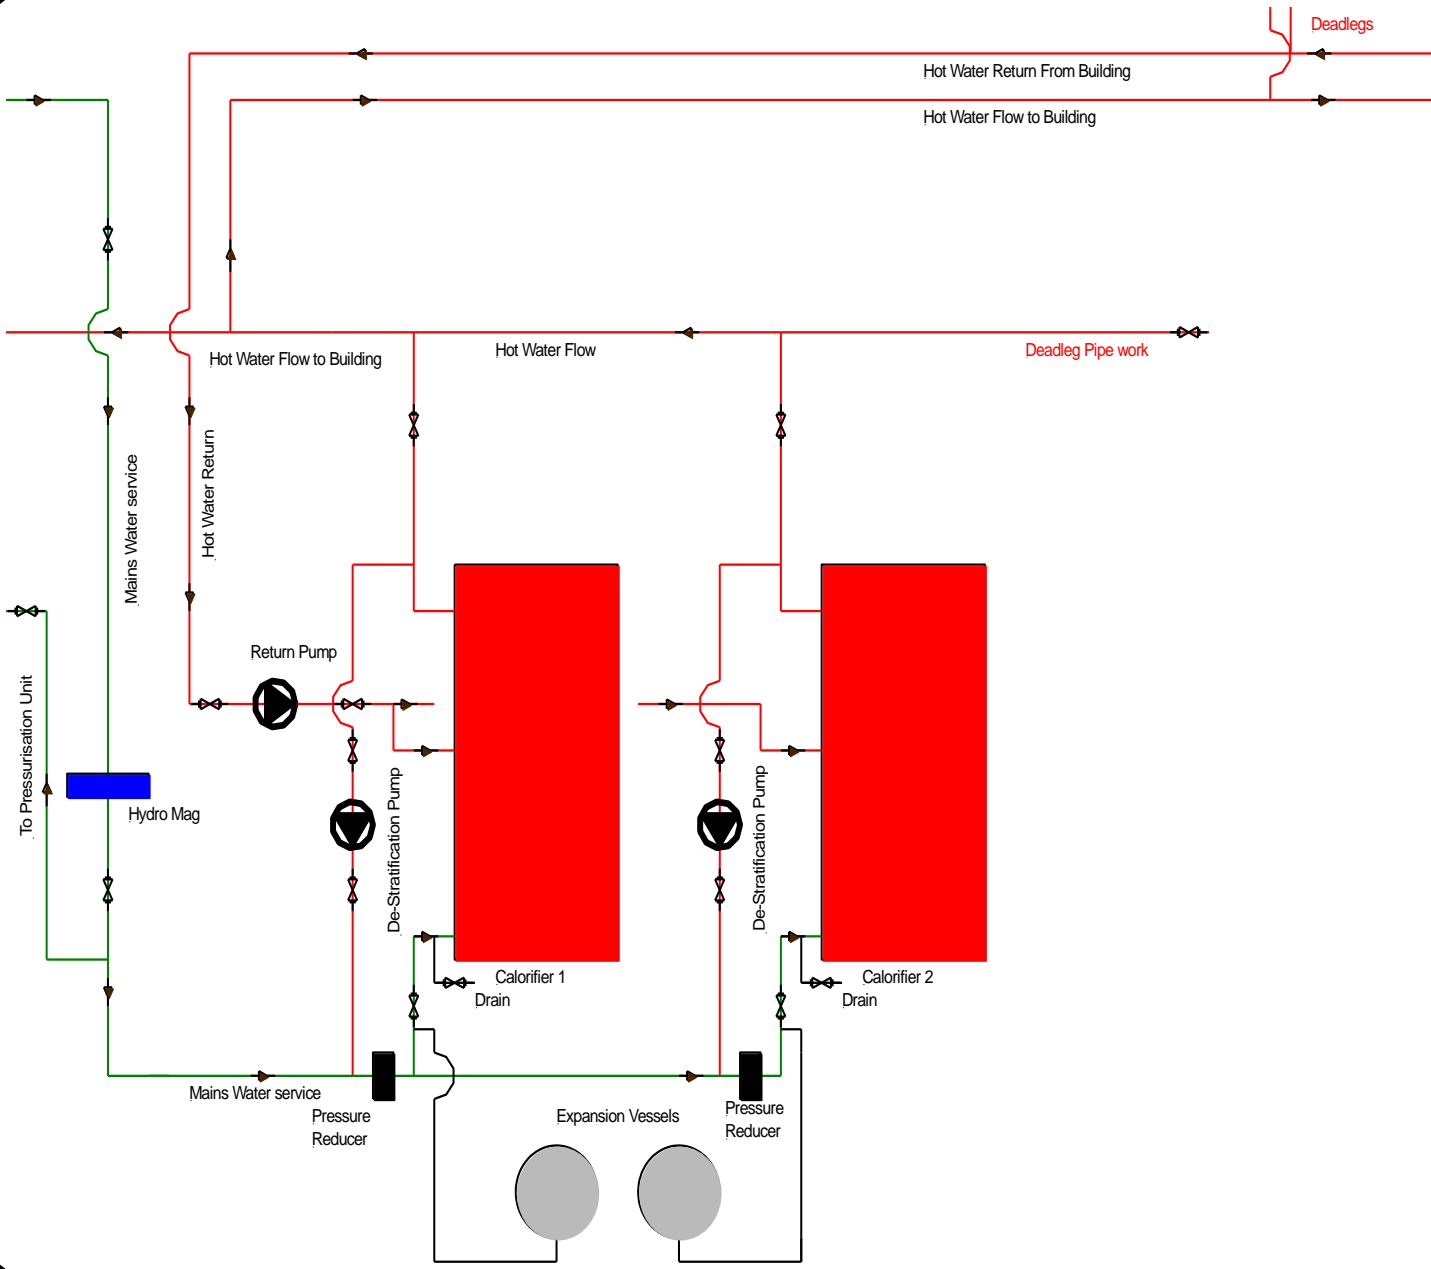 Deadlegs
Hot Water Return From Building
Hot Water Flow to Building
Hot Water Flow to Building
Hot Water Flow
Deadleg Pipe work
Mains Water service
Hot Water Return
Return Pump
To Pressurisation Unit
Hydro Mag
De-Stratification Pump
De-Stratification Pump
Calorifier 1
Drain
Calorifier 2
Drain
Mains Water service
Pressure
Reducer
Expansion Vessels
Pressure
Reducer